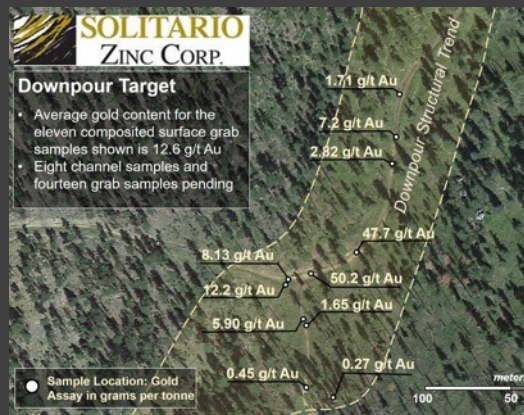 SOLITARIO
ZINC CORP.
Downpour Target
• Average gold content for the
eleven composited surface grab
samples shown is 12.6 g/t Au
• Eight channel samples and
fourteen grab samples pending
1.71 g/t Au
7.2 g/t Au
2.82 g/t Au
Downpour Structural Trend
47.7 g/t Au
8.13 g/t Au
50.2 g/t Au
12.2 g/t Au
1.65 g/t Au
5.90 g/t Au
0.45 g/t Au
0.27 g/t Au
Sample Location: Gold
Assay in grams per tonne
meter
100 50